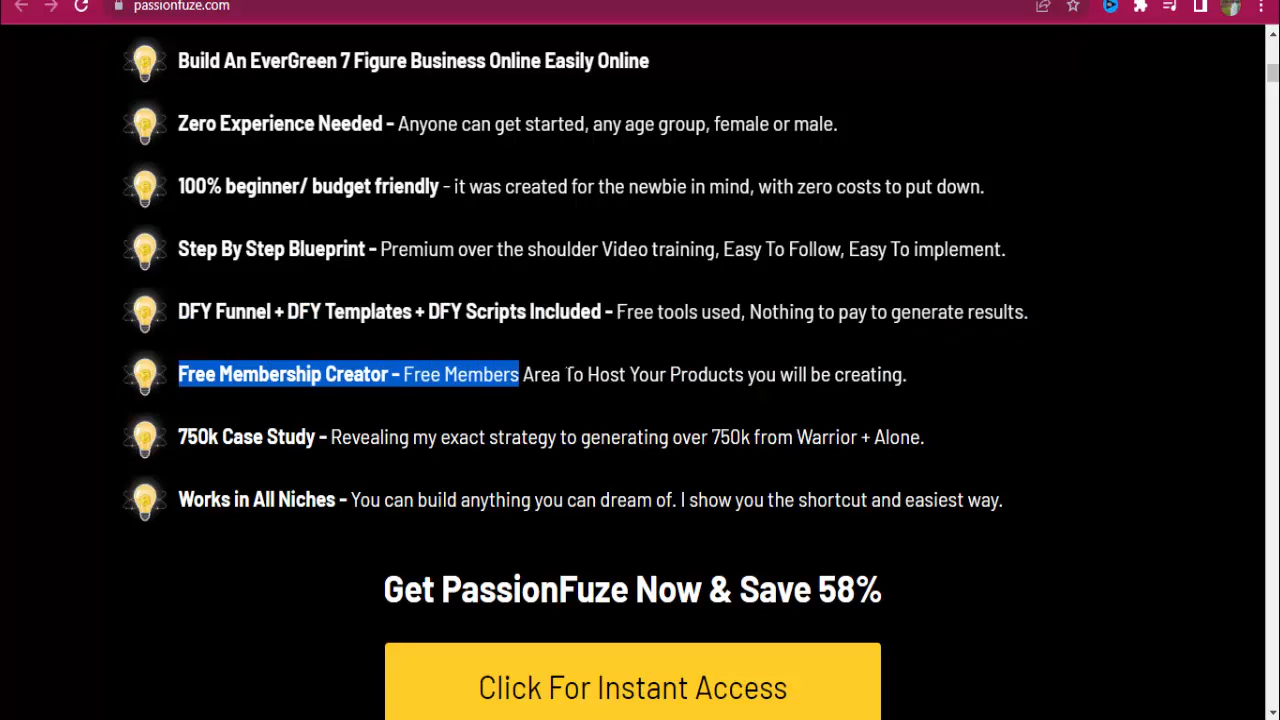 passionfuze.com
Build An EverGreen 7 Figure Business Online Easily Online
Zero Experience Needed - Anyone can get started, any age group, female or male.
100% beginner/ budget friendly - it was created for the newbie in mind, with zero costs to put down.
Step By Step Blueprint - Premium over the shoulder Video training, Easy To Follow, Easy To implement.
DFY Funnel + DFY Templates + DFY Scripts Included - Free tools used, Nothing to pay to generate results.
Free Membership Creator - Free Members Area To Host Your Products you will be creating.
750k Case Study - Revealing my exact strategy to generating over 750k from Warrior + Alone.
Works in All Niches - You can build anything you can dream of. I show you the shortcut and easiest way.
Get PassionFuze Now & Save 58%
Click For Instant Access